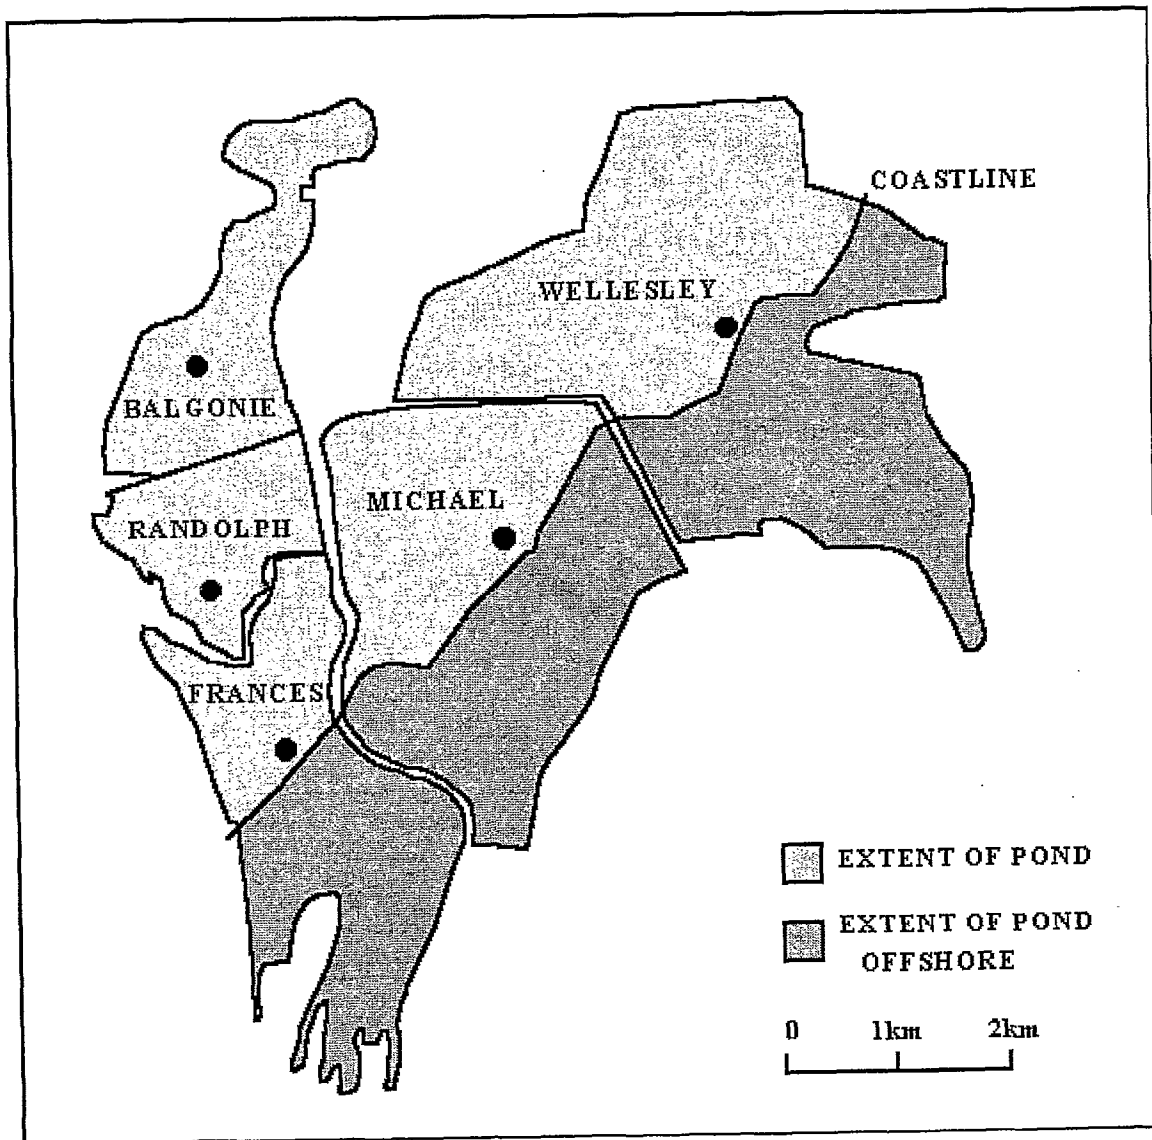 COASTLINE
WELLESLEY
BALGONIE
MICHAEL
RANDOLPH
FRANCES
EXTENT OF POND
EXTENT OF POND
OFFSHORE
0 1km 2km